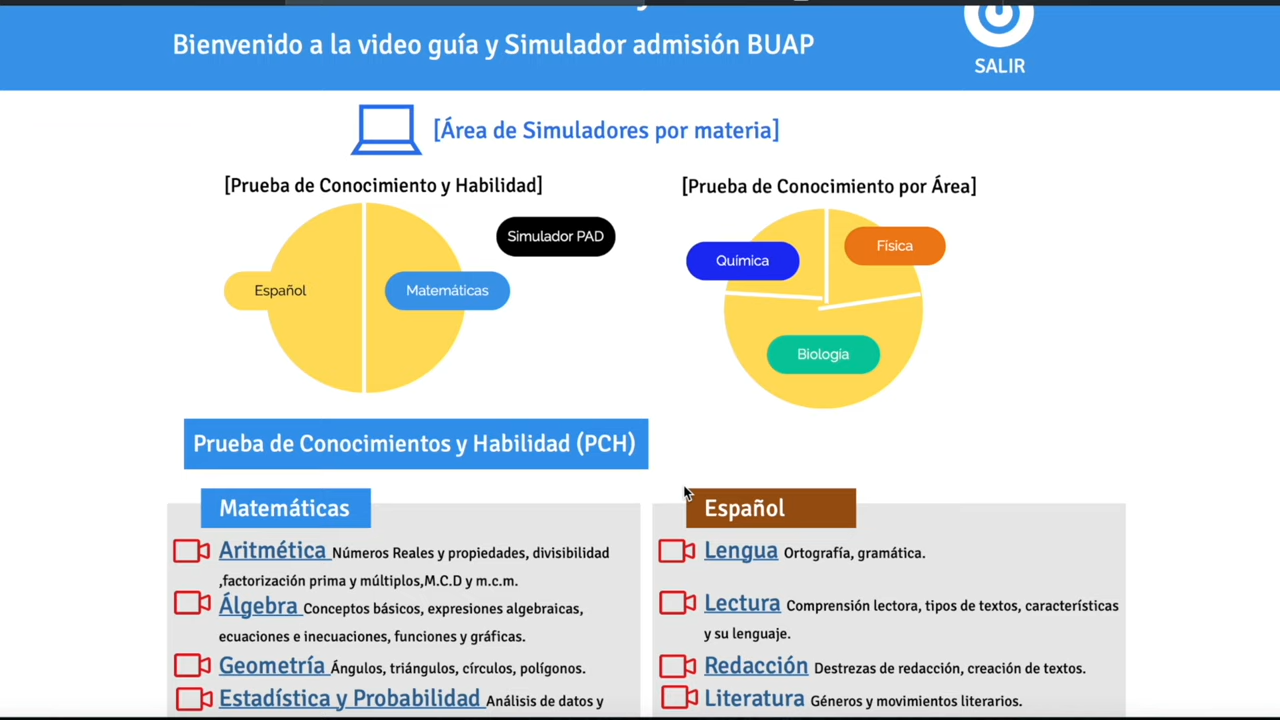 Bienvenido a la video guía y Simulador admisión BUAP
SALIR
[Área de Simuladores por materia]
[Prueba de Conocimiento y Habilidad]
Simulador PAD
Español
Matemáticas
[Prueba de Conocimiento por Área]
Química
Física
Biología
Prueba de Conocimientos y Habilidad (PCH)
Matemáticas
Aritmética Números Reales y propiedades, divisibilidad
,factorización prima y múltiplos,M.C.D y m.c.m.
Álgebra Conceptos básicos, expresiones algebraicas,
ecuaciones e inecuaciones, funciones y gráficas.
Geometría Ángulos, triángulos, círculos, polígonos.
Estadística y Probabilidad Análisis de datos y
Español
Lengua Ortografía, gramática.
Lectura Comprensión lectora, tipos de textos, características
y su lenguaje.
Redacción Destrezas de redacción, creación de textos.
Literatura Géneros y movimientos literarios.